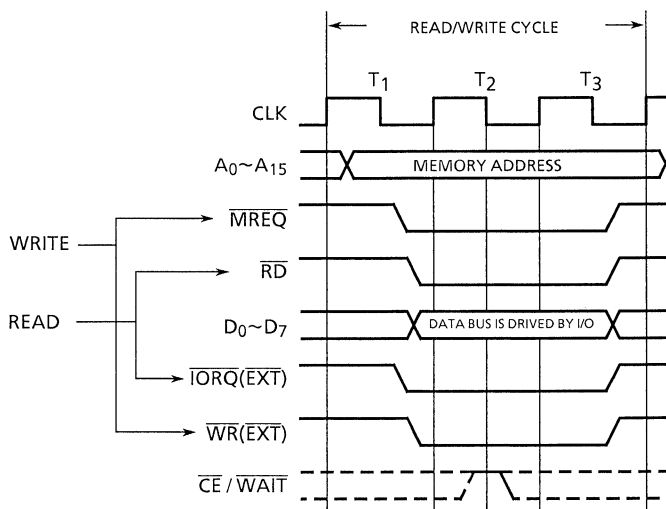 READ/WRITE CYCLE
T1 T2 T3
CLK
A0~A15 MEMORY ADDRESS
MREQ
WRITE
RD
READ
D0~D7 DATA BUS IS DRIVED BY I/O
IORQ(EXT)
WR(EXT)
CE / WAIT